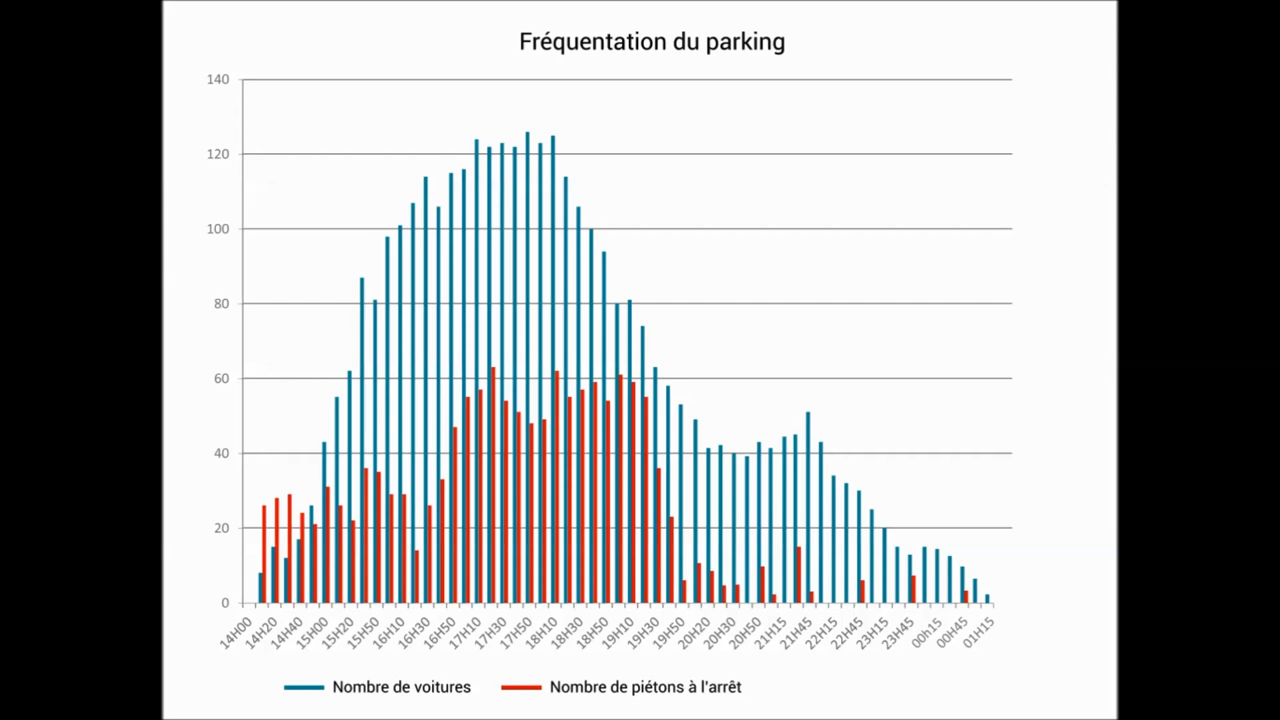 Fréquentation du parking
140
120
100
80
60
40
20
0
14H00 14H20 14H40 15H00 15H20 15H50 16H10 16H30 16H50 17H10 17H30 17H50 18H10 18H30 18H50 19H10 19H30 19H50 20H20 20H30 20H50 21H15 21H45 22H15 22H45 23H15 23H45 00h15 00H45 01H15
Nombre de voitures Nombre de piétons à l'arrêt